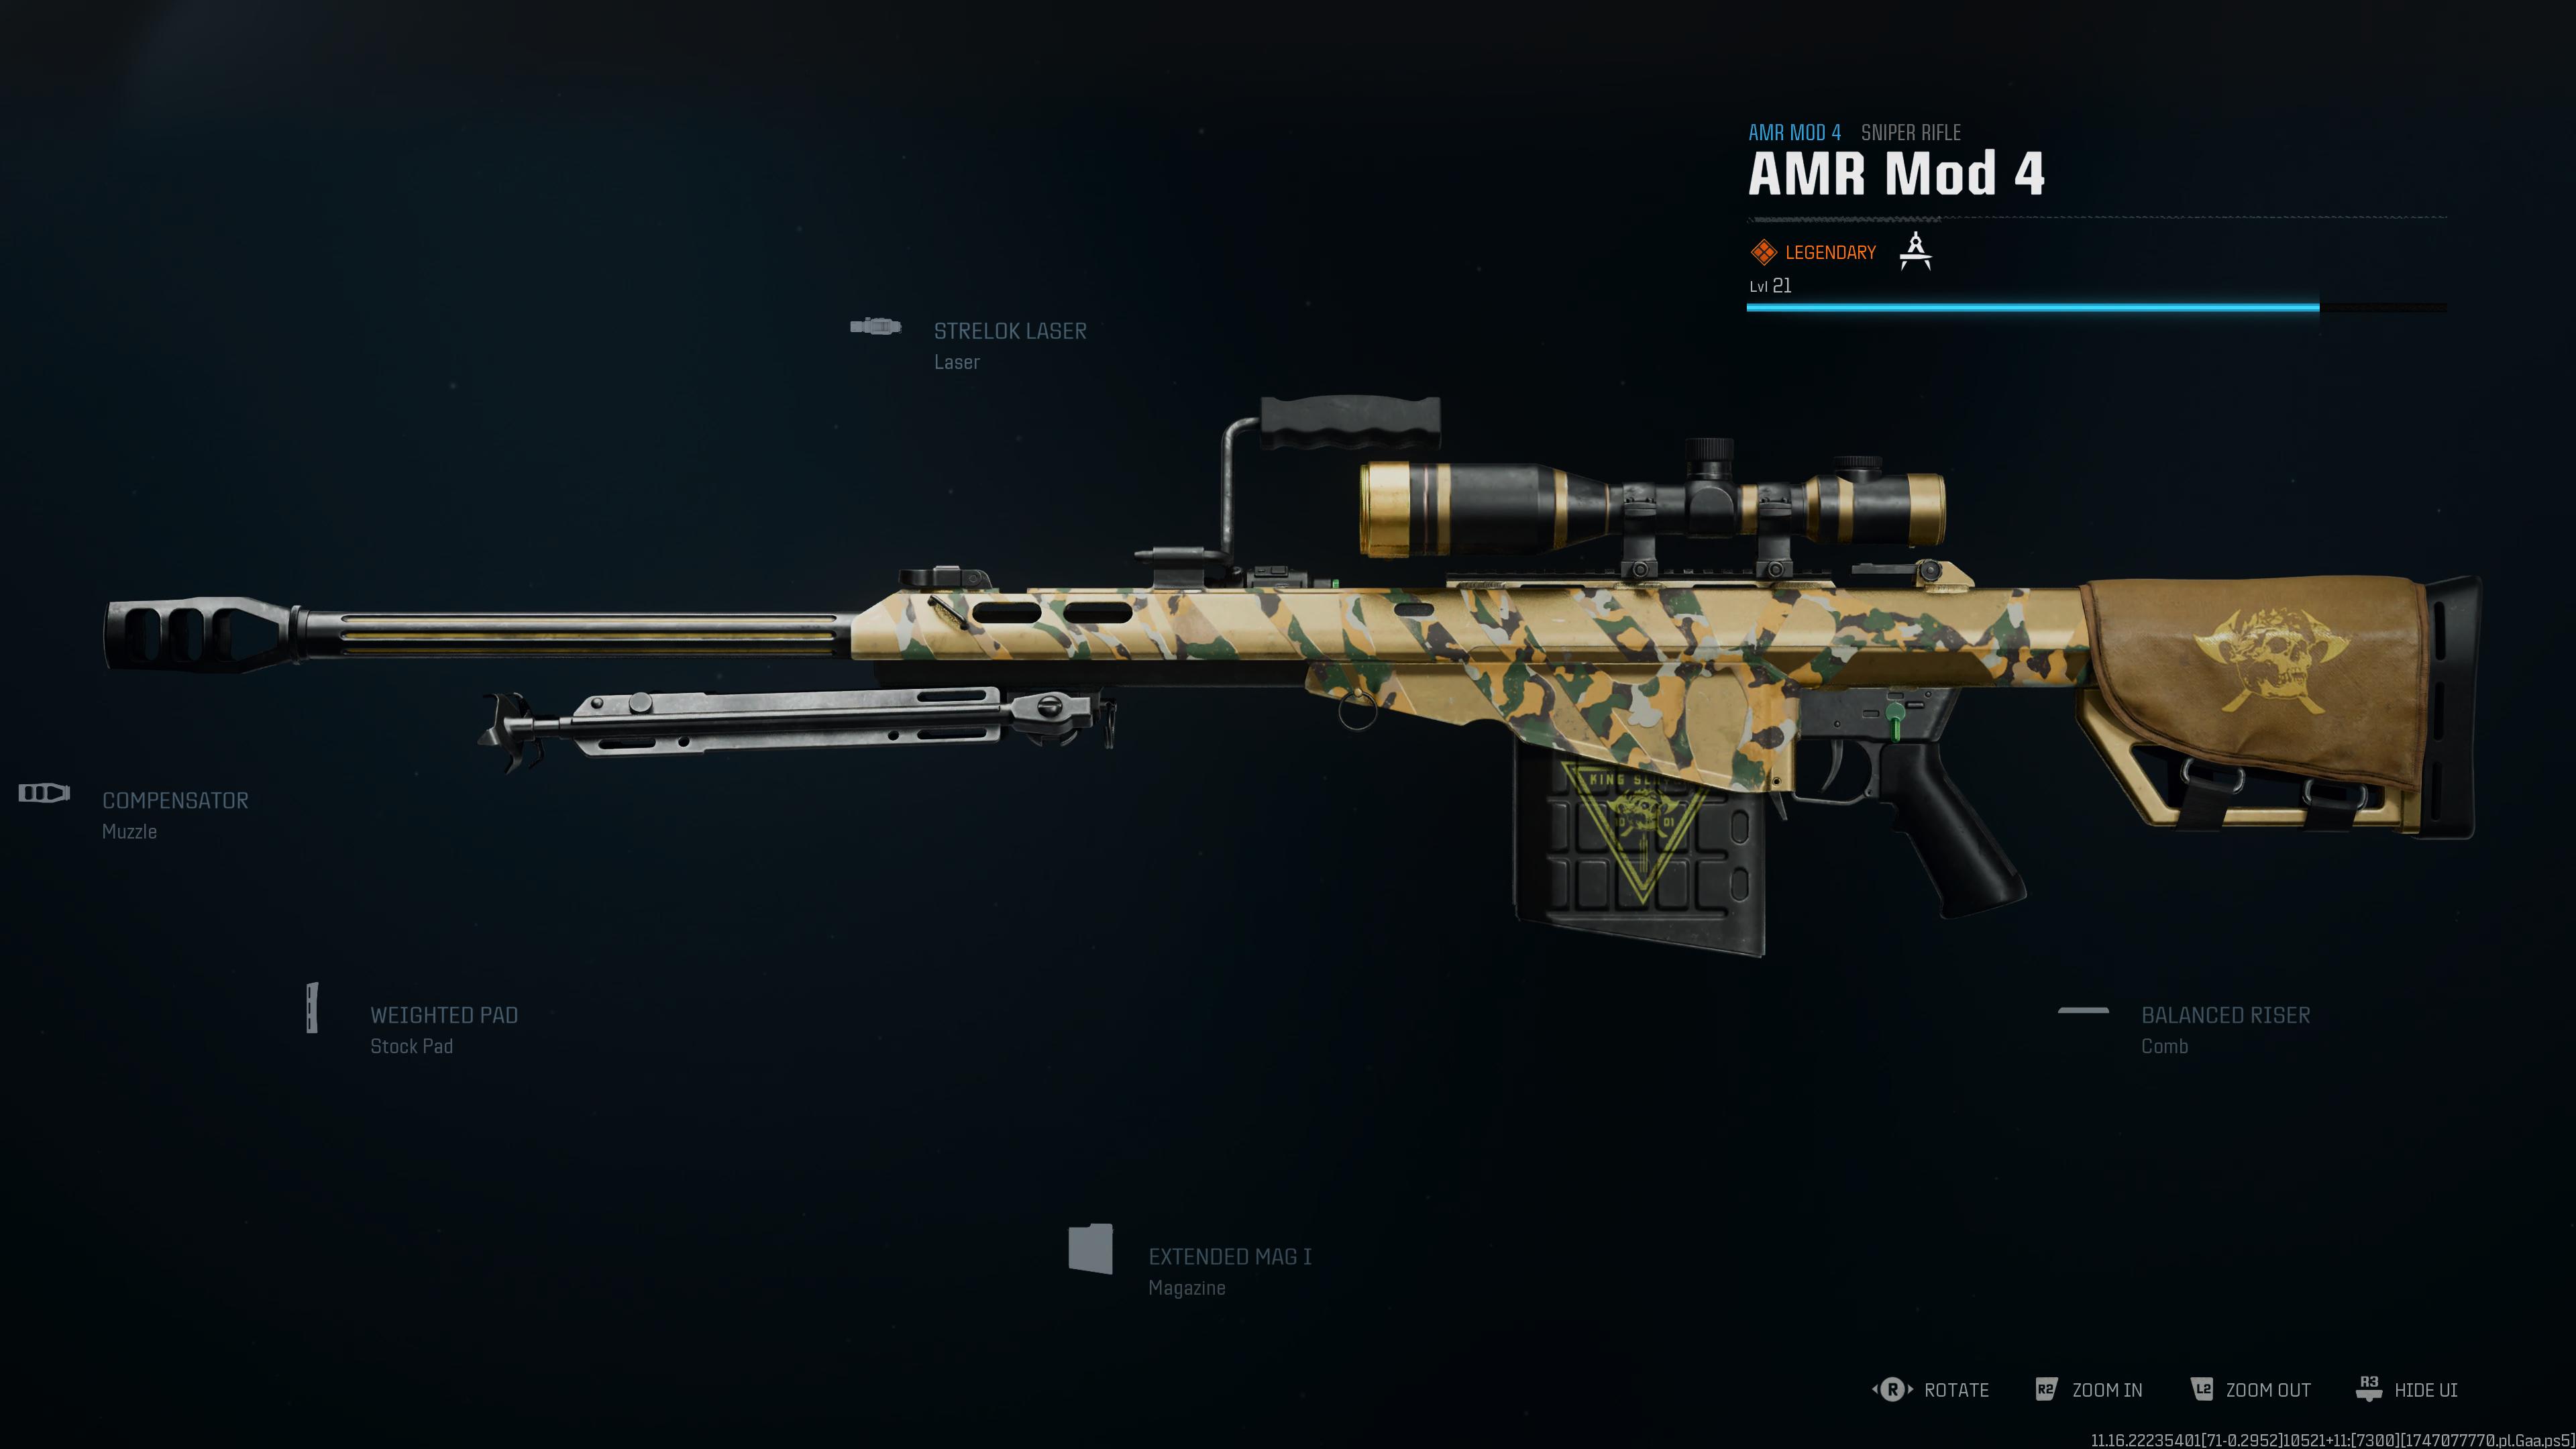 AMR MOD 4 SNIPER RIFLE
AMR Mod 4
LEGENDARY
Lvl 21
STRELOK LASER
Laser
COMPENSATOR
Muzzle
KING
01
WEIGHTED PAD
Stock Pad
BALANCED RISER
Comb
EXTENDED MAG I
Magazine
R ROTATE R2 ZOOM IN L2 ZOOM OUT R3 HIDE UI
11.16.22235401[71-0.2952]10521+11:[7300][1747077770.pl.Gaa.ps5]